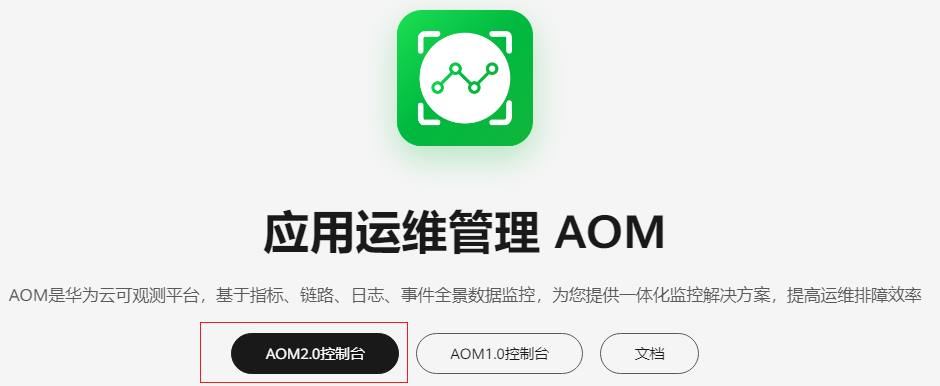 应用运维管理 AOM
AOM是华为云可观测平台，基于指标、链路、日志、事件全景数据监控，为您提供一体化监控解决方案，提高运维排障效率
AOM2.0控制台 AOM1.0控制台 文档